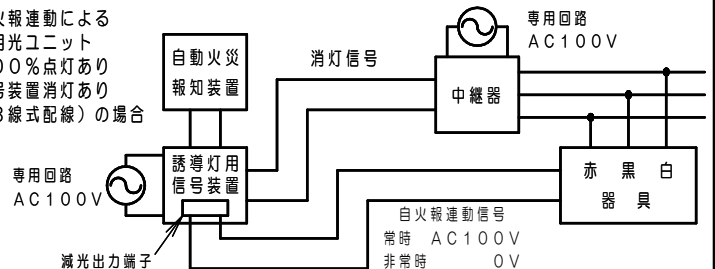 火報連動による
光ユニット
00％点灯あり
号装置消灯あり
3線式配線）の場合
自動火災
報知装置
消灯信号
専用回路
AC100V
中継器
誘導灯用
信号装置
専用回路
AC100V
減光出力端子
自火報連動信号
常時 AC100V
非常時 0V
赤 黒 白
器具